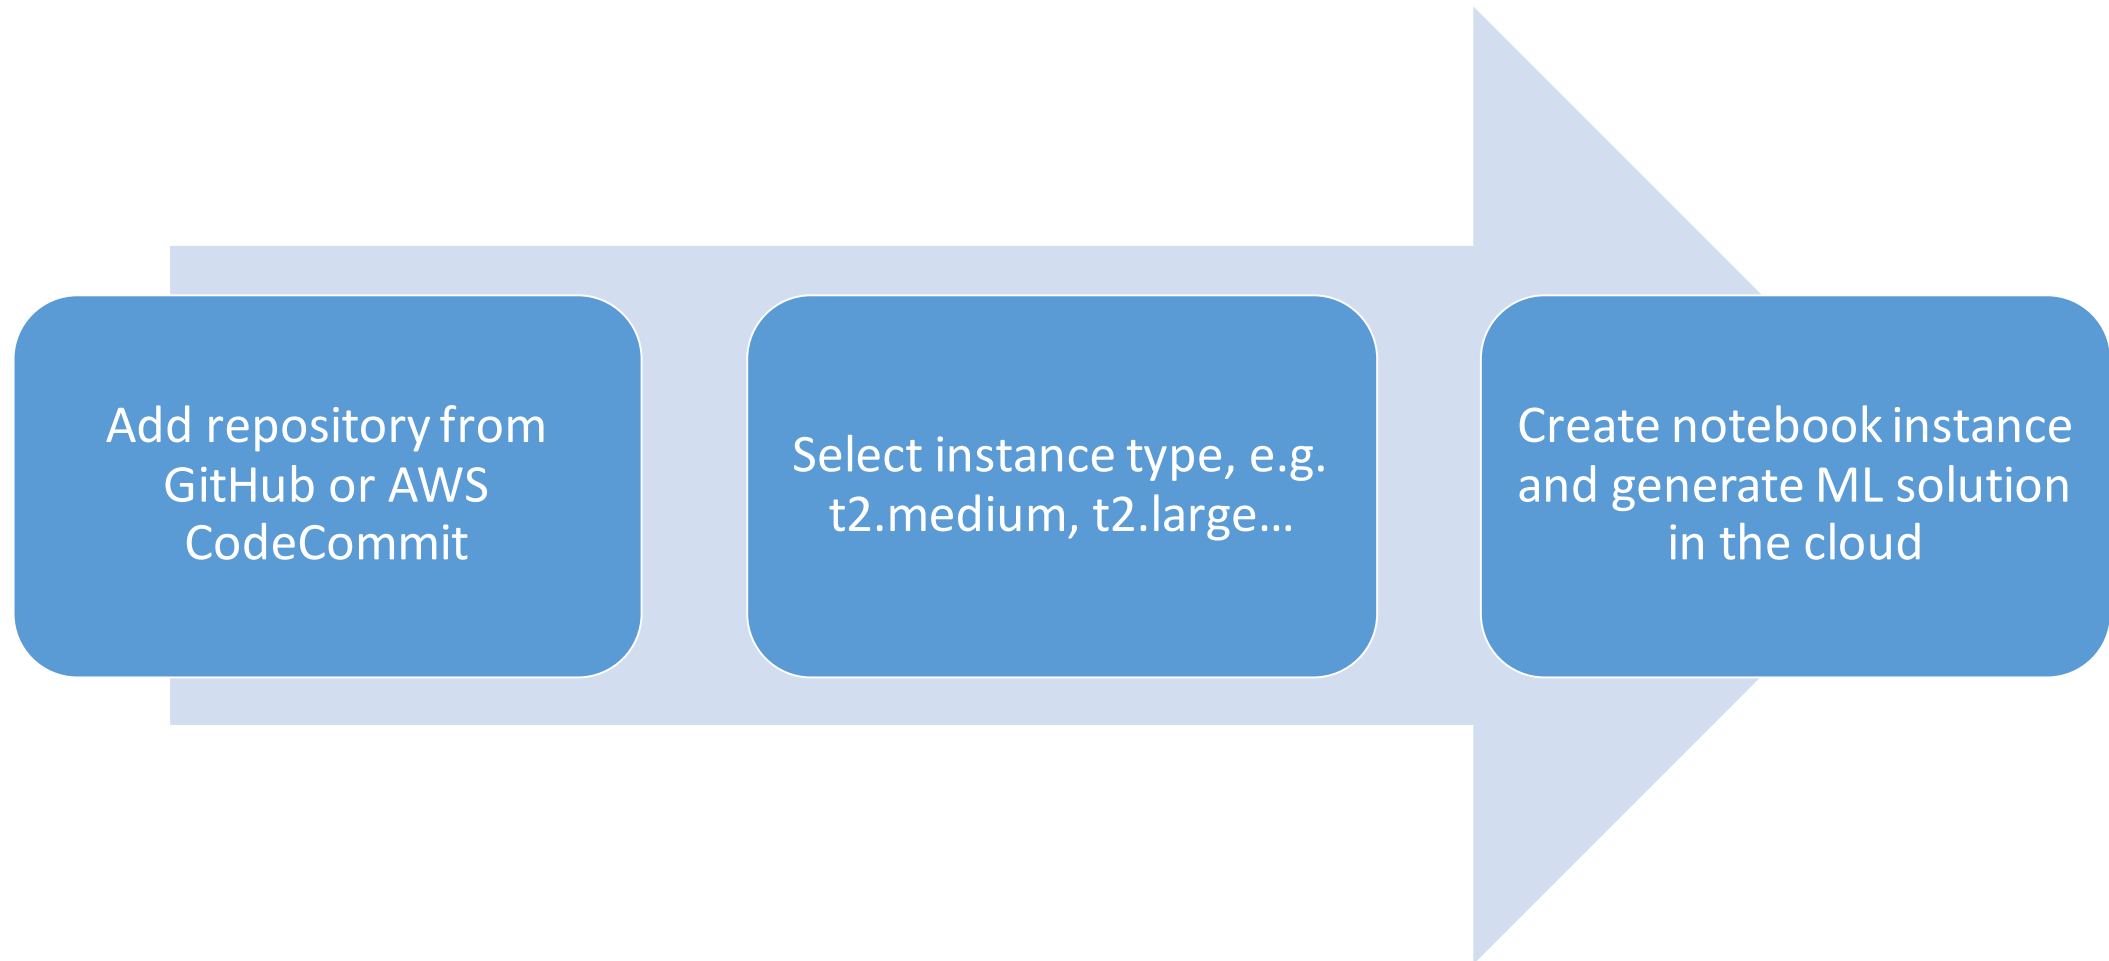 Add repository from
GitHub or AWS
CodeCommit
Select instance type, e.g.
t2.medium, t2.large…
Create notebook instance
and generate ML solution
in the cloud